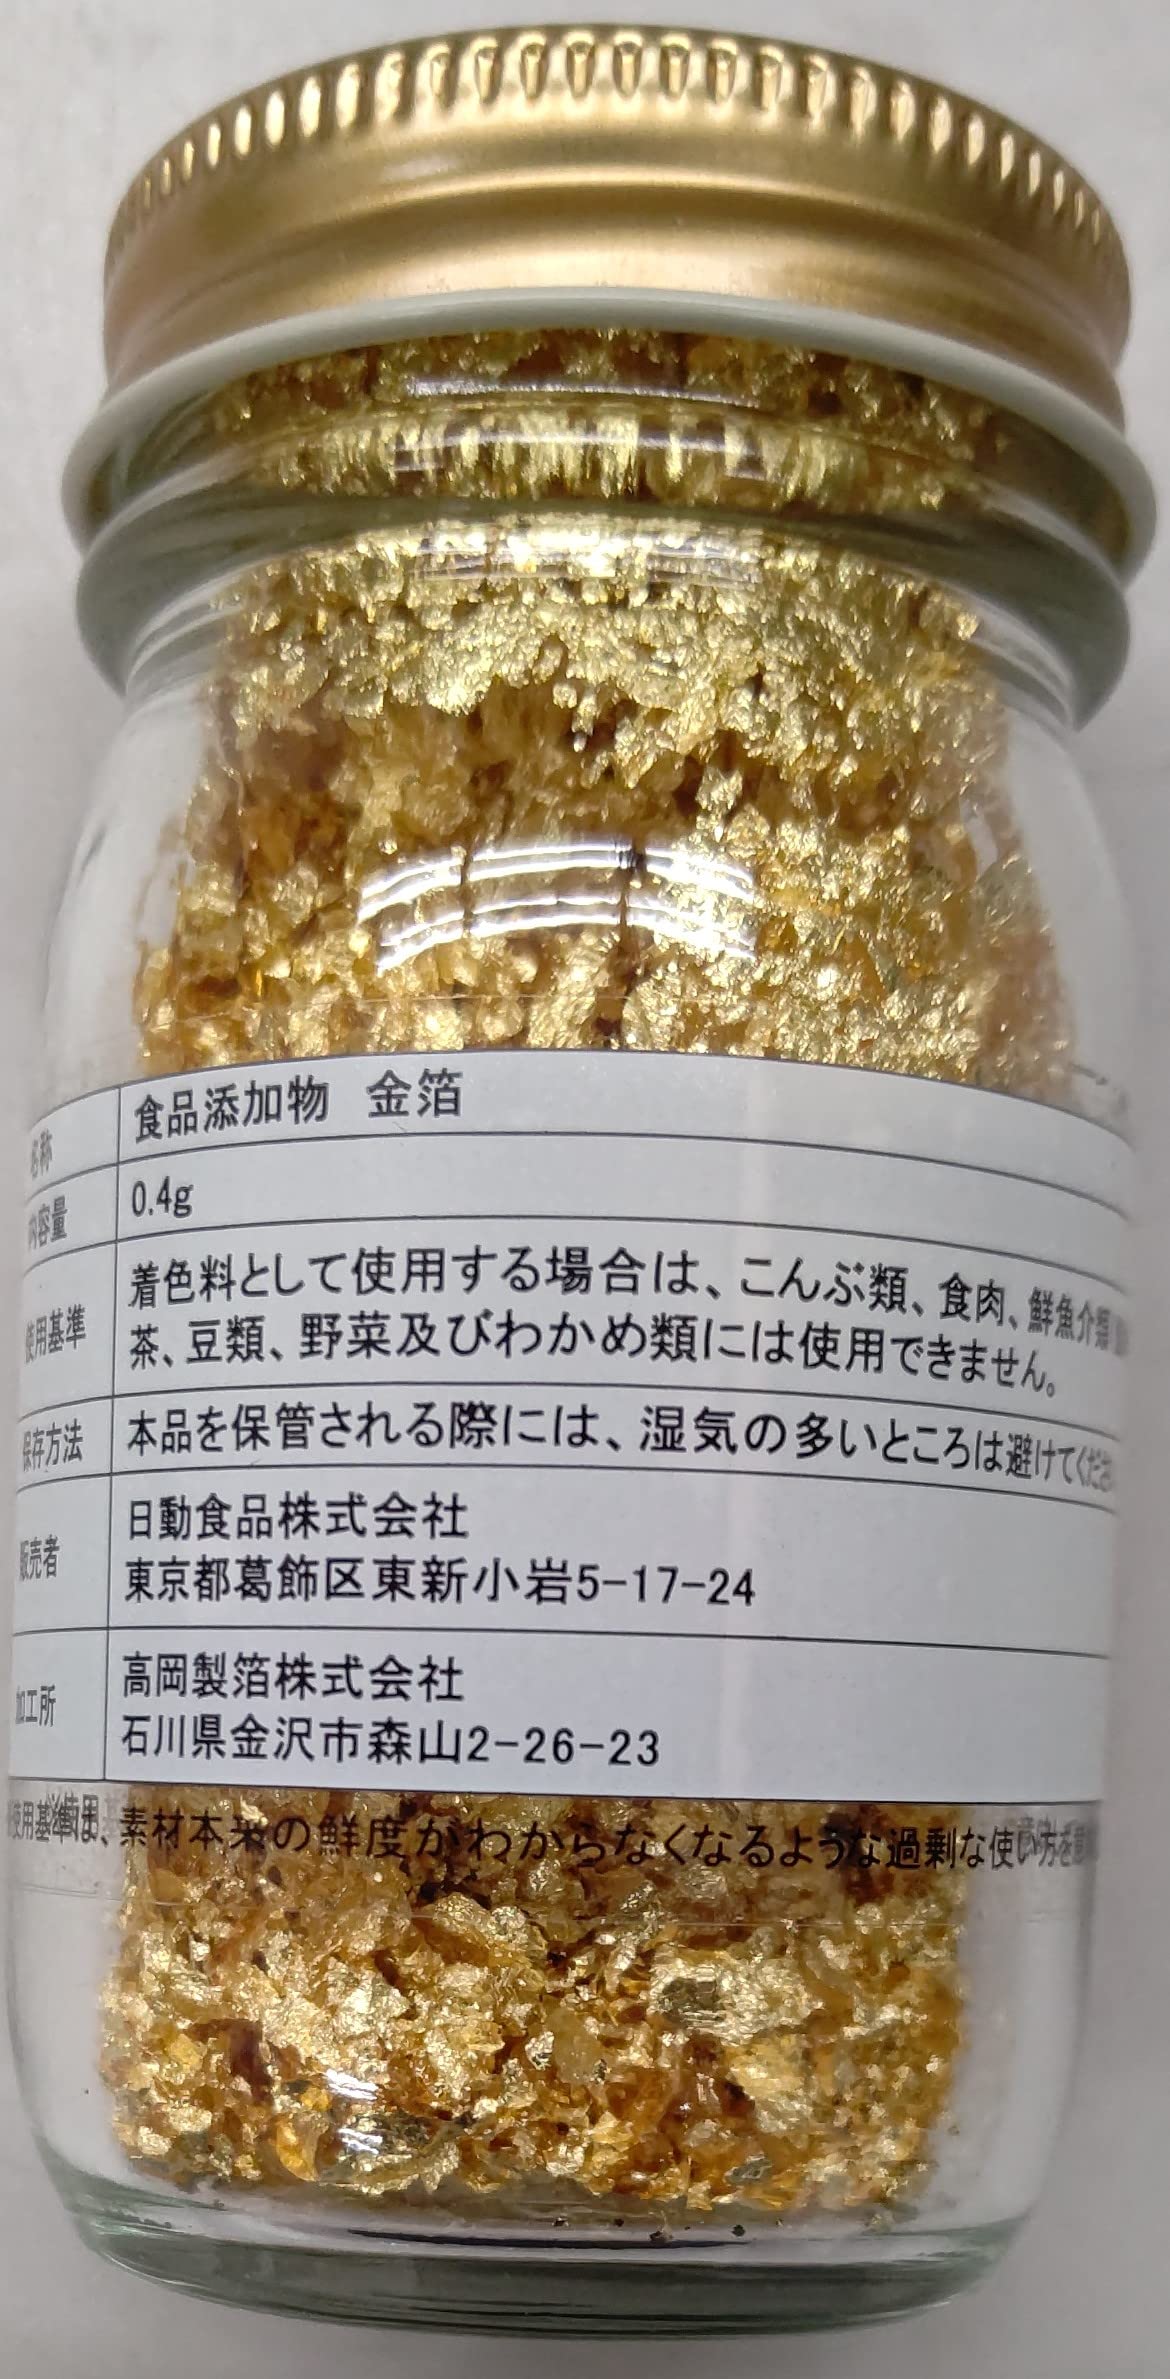 名称 食品添加物 金箔
内容量 0.4g
使用基準 着色料として使用する場合は、こんぶ類、食肉、鮮魚介類
茶、豆類、野菜及びわかめ類には使用できません。
保存方法 本品を保管される際には、湿気の多いところは避けてくださ
販売者 日動食品株式会社
東京都葛飾区東新小岩5-17-24
加工所 高岡製箔株式会社
石川県金沢市森山2-26-23
使用基準は、素材本来の鮮度がわからなくなるような過剰な使い方を